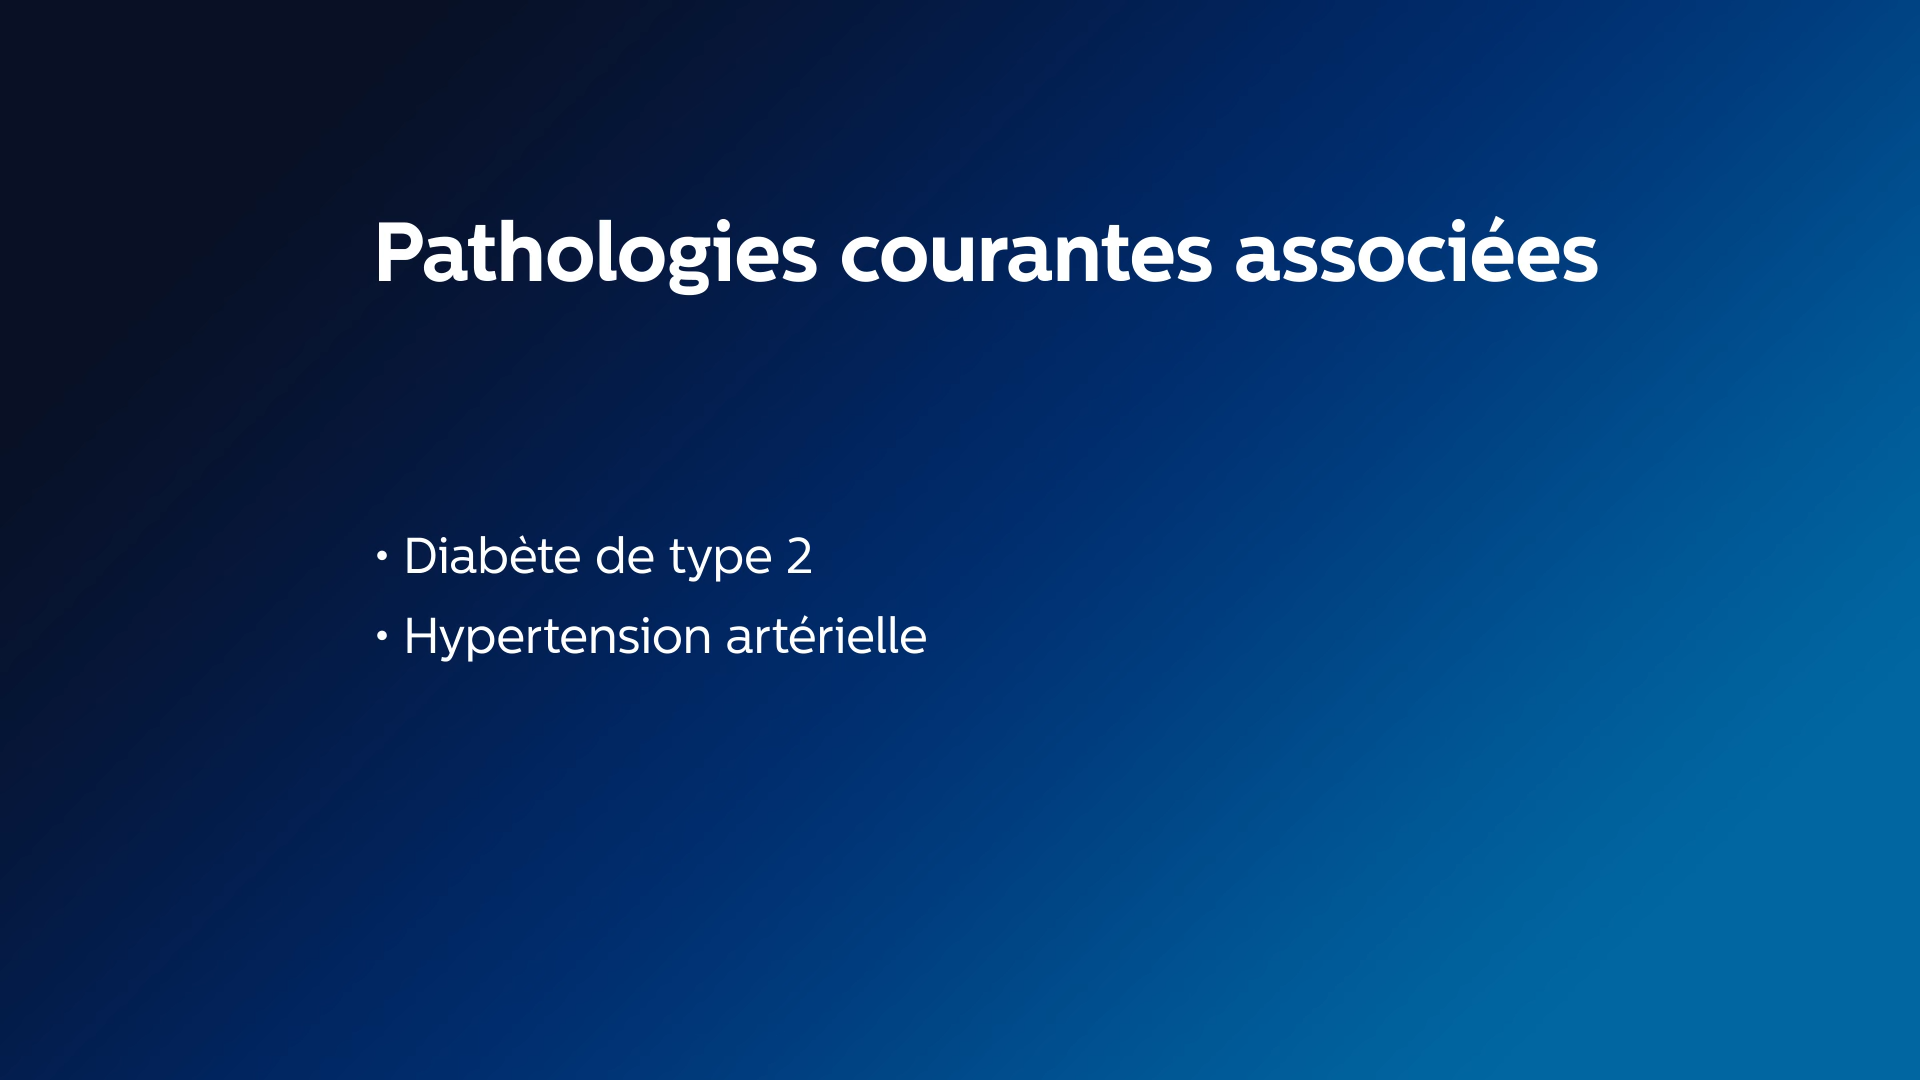 Pathologies courantes associées
• Diabète de type 2
• Hypertension artérielle